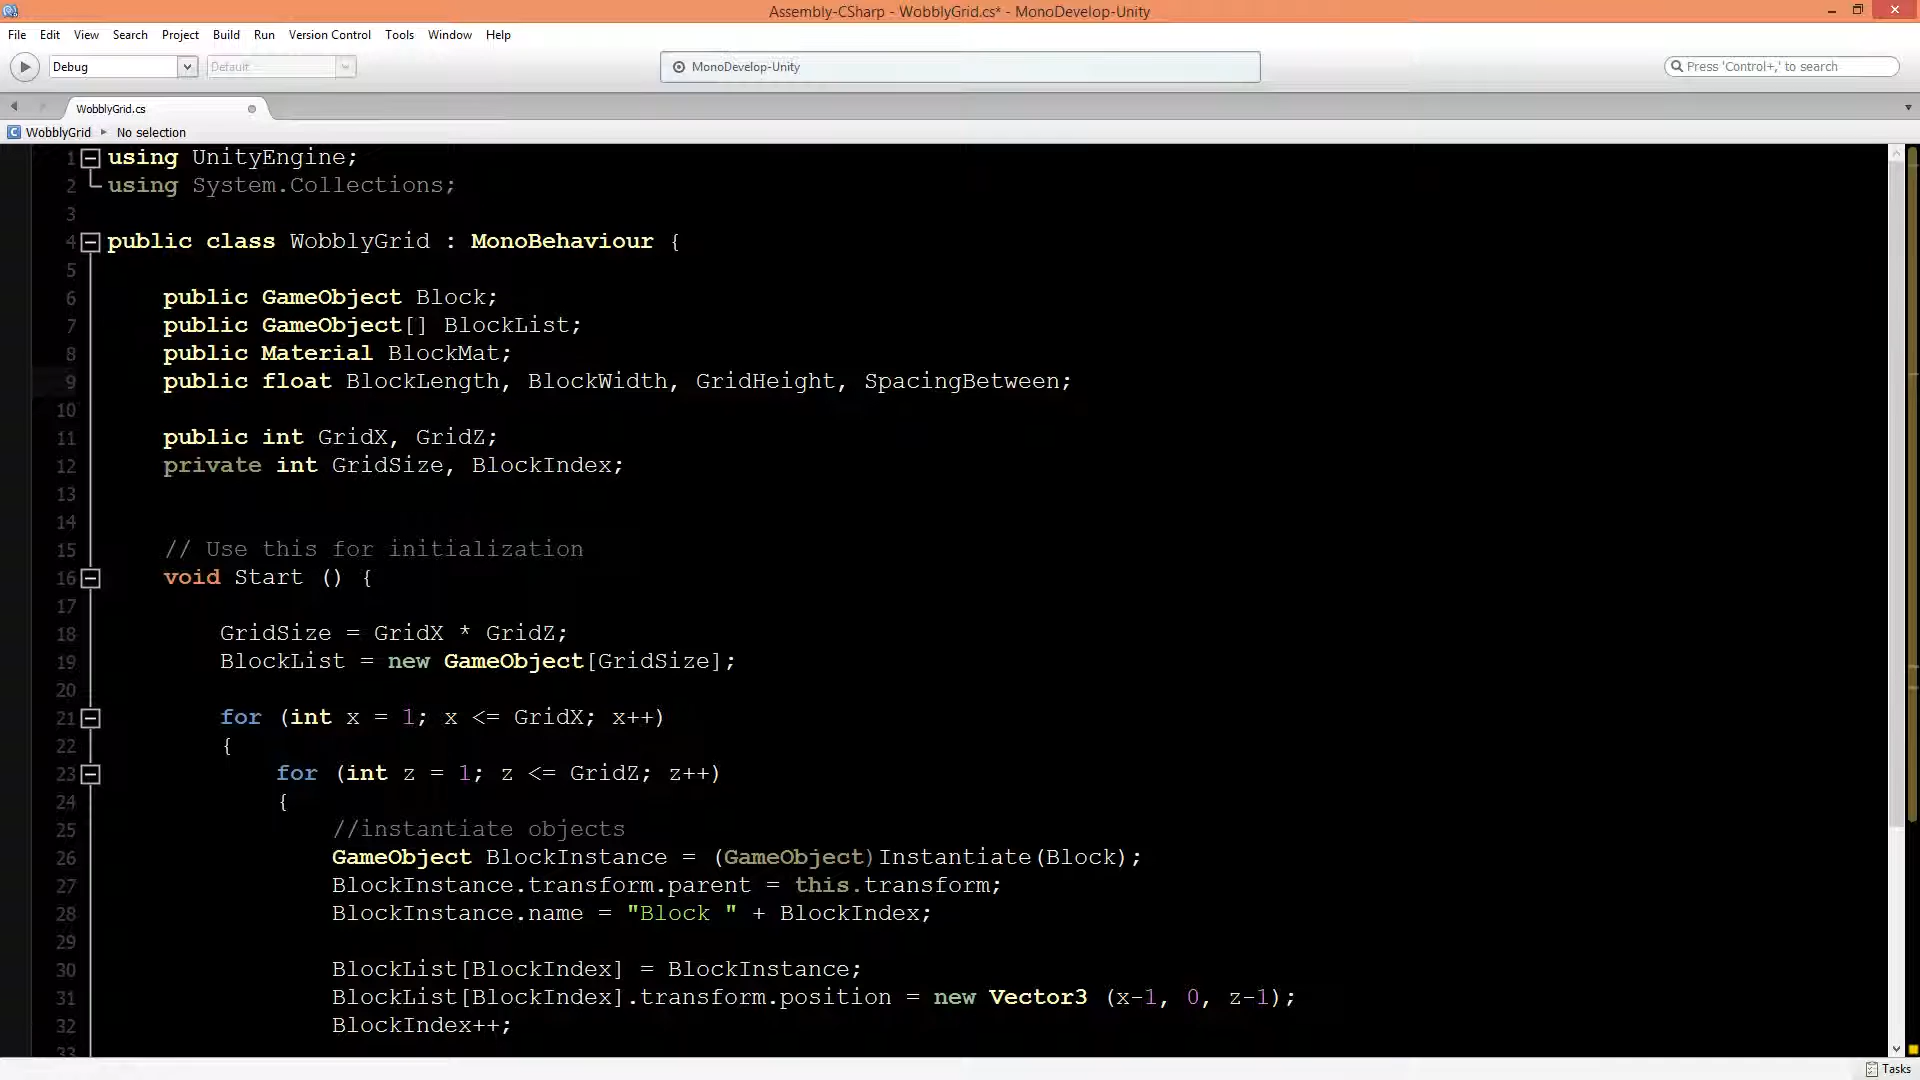 Assembly-CSharp - WobblyGrid.cs* - MonoDevelop-Unity
File Edit View Search Project Build Run Version Control Tools Window Help
Debug Default MonoDevelop-Unity Press 'Control+,' to search
WobblyGrid.cs
WobblyGrid No selection
1 using UnityEngine;
2 using System.Collections;
3
4 public class WobblyGrid : MonoBehaviour {
5
6 public GameObject Block;
7 public GameObject[] BlockList;
8 public Material BlockMat;
9 public float BlockLength, BlockWidth, GridHeight, SpacingBetween;
10
11 public int GridX, GridZ;
12 private int GridSize, BlockIndex;
13
14
15 // Use this for initialization
16 void Start () {
17
18 GridSize = GridX * GridZ;
19 BlockList = new GameObject[GridSize];
20
21 for (int x = 1; x <= GridX; x++)
22 {
23 for (int z = 1; z <= GridZ; z++)
24 {
25 //instantiate objects
26 GameObject BlockInstance = (GameObject)Instantiate(Block);
27 BlockInstance.transform.parent = this.transform;
28 BlockInstance.name = "Block " + BlockIndex;
29
30 BlockList[BlockIndex] = BlockInstance;
31 BlockList[BlockIndex].transform.position = new Vector3 (x-1, 0, z-1);
32 BlockIndex++;
33
Tasks